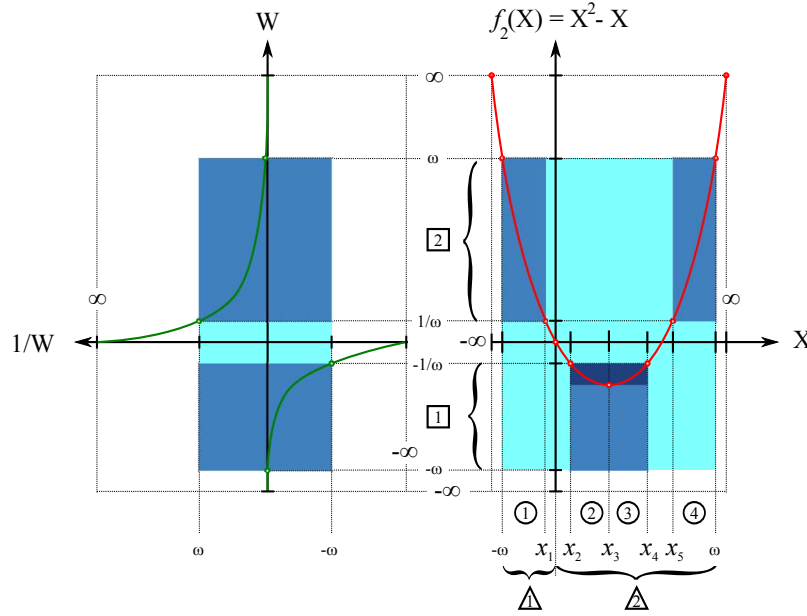 W
f₂(X) = X² - X
∞
ω
2
∞
∞
1/ω
1/W
-∞
X
-1/ω
1
-∞
-ω
-∞
① ② ③ ④
ω
-ω
-ω
x₁
x₂
x₃
x₄
x₅
ω
1
2